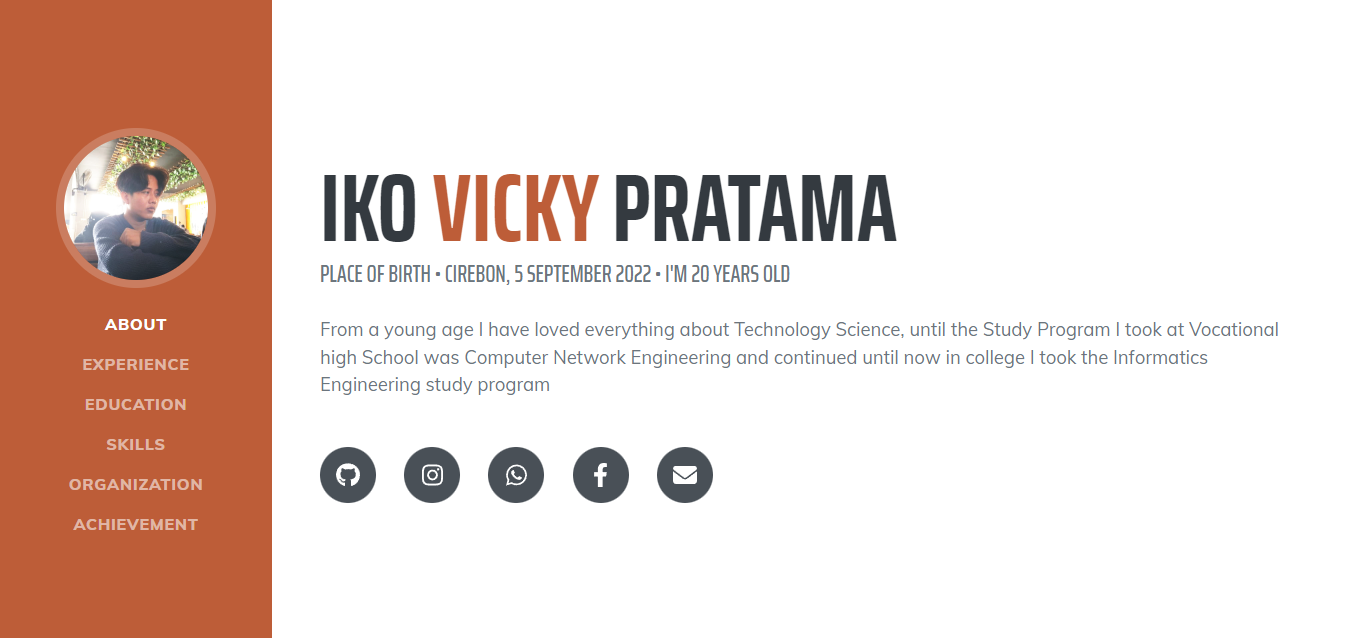 ABOUT
EXPERIENCE
EDUCATION
SKILLS
ORGANIZATION
ACHIEVEMENT
IKO VICKY PRATAMA
PLACE OF BIRTH • CIREBON, 5 SEPTEMBER 2022 • I'M 20 YEARS OLD
From a young age I have loved everything about Technology Science, until the Study Program I took at Vocational
high School was Computer Network Engineering and continued until now in college I took the Informatics
Engineering study program